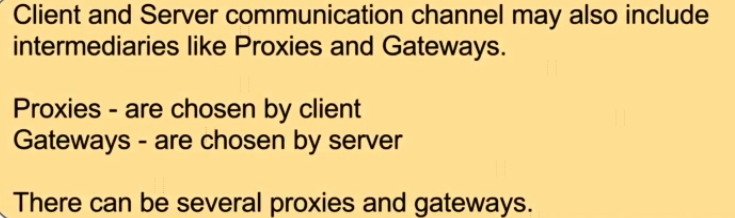 Client and Server communication channel may also include
intermediaries like Proxies and Gateways.
Proxies - are chosen by client
Gateways - are chosen by server
There can be several proxies and gateways.